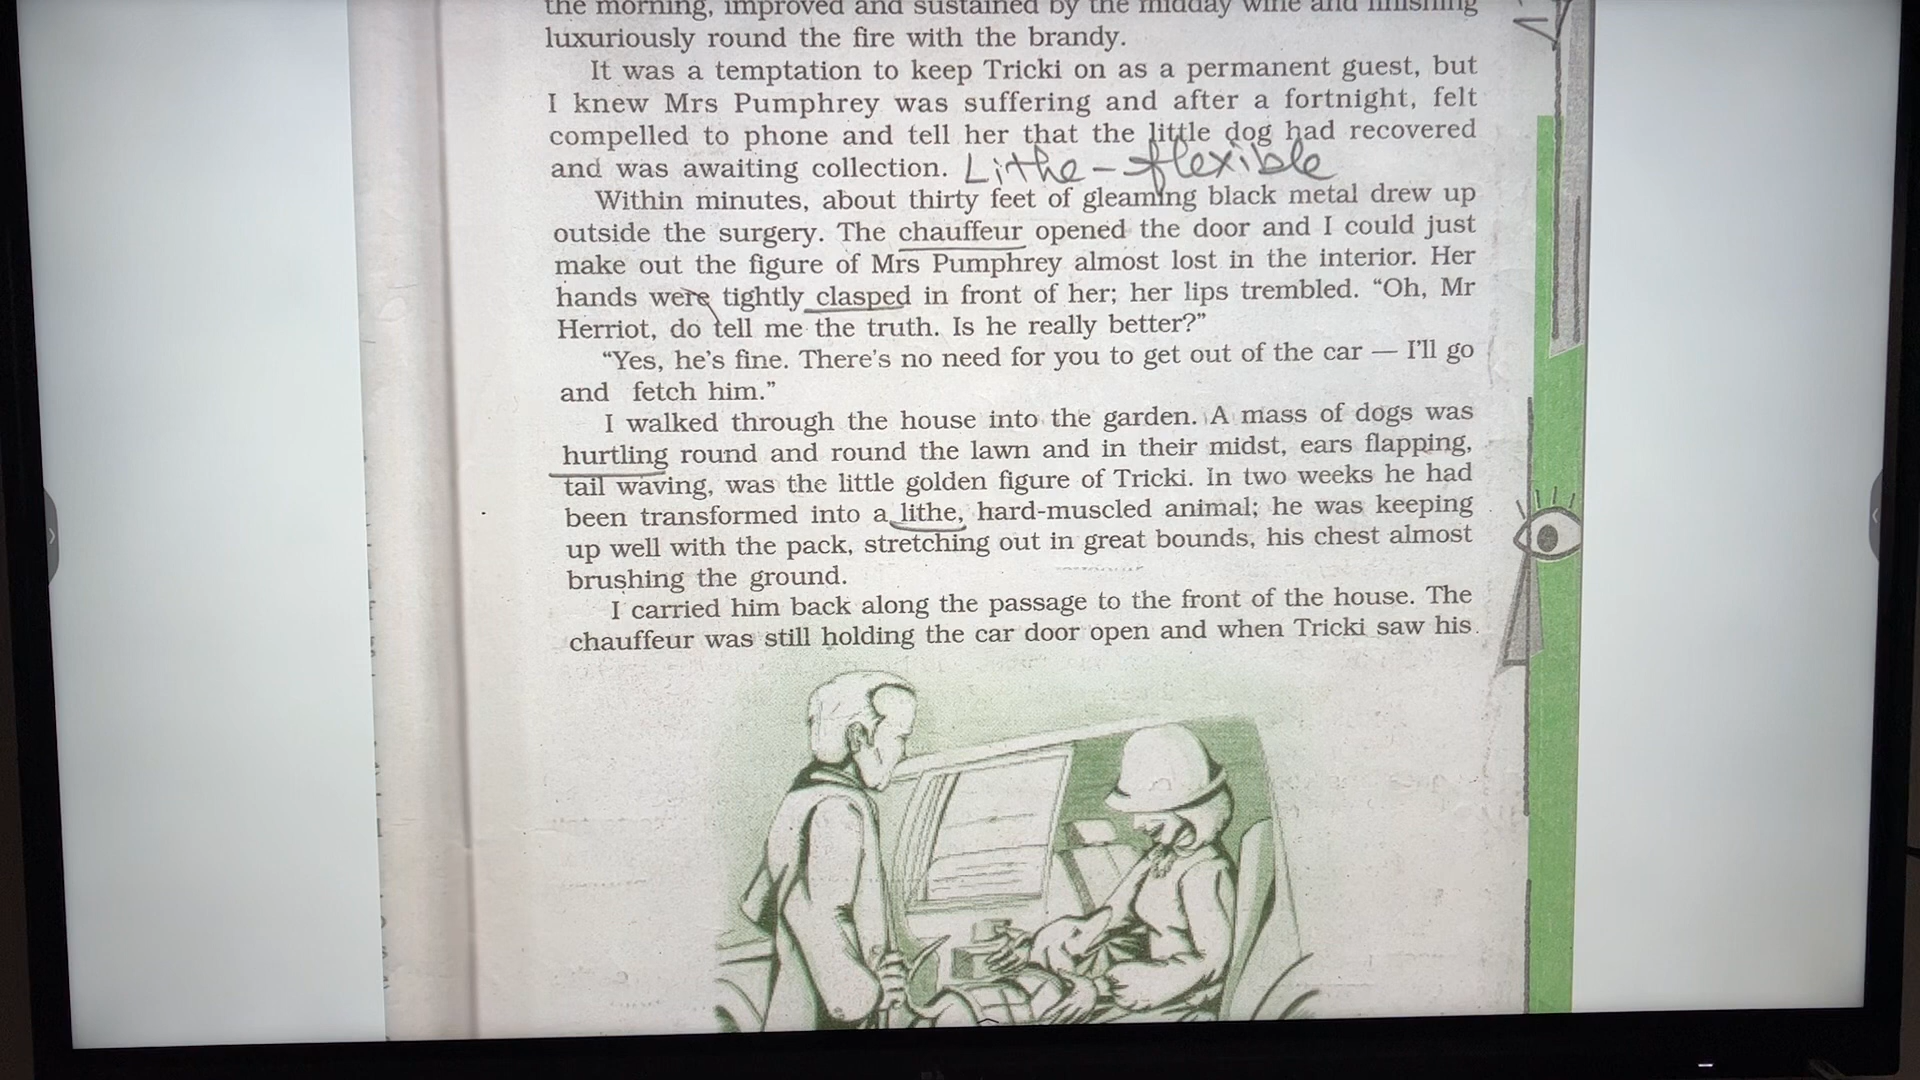 the morning, improved and sustained by the midday wine and finishing
luxuriously round the fire with the brandy.
It was a temptation to keep Tricki on as a permanent guest, but
I knew Mrs Pumphrey was suffering and after a fortnight, felt
compelled to phone and tell her that the little dog had recovered
and was awaiting collection. Lithe - flexible
Within minutes, about thirty feet of gleaming black metal drew up
outside the surgery. The chauffeur opened the door and I could just
make out the figure of Mrs Pumphrey almost lost in the interior. Her
hands were tightly clasped in front of her; her lips trembled. “Oh, Mr
Herriot, do tell me the truth. Is he really better?”
“Yes, he’s fine. There’s no need for you to get out of the car — I’ll go
and fetch him.”
I walked through the house into the garden. A mass of dogs was
hurtling round and round the lawn and in their midst, ears flapping,
tail waving, was the little golden figure of Tricki. In two weeks he had
been transformed into a lithe, hard-muscled animal; he was keeping
up well with the pack, stretching out in great bounds, his chest almost
brushing the ground.
I carried him back along the passage to the front of the house. The
chauffeur was still holding the car door open and when Tricki saw his